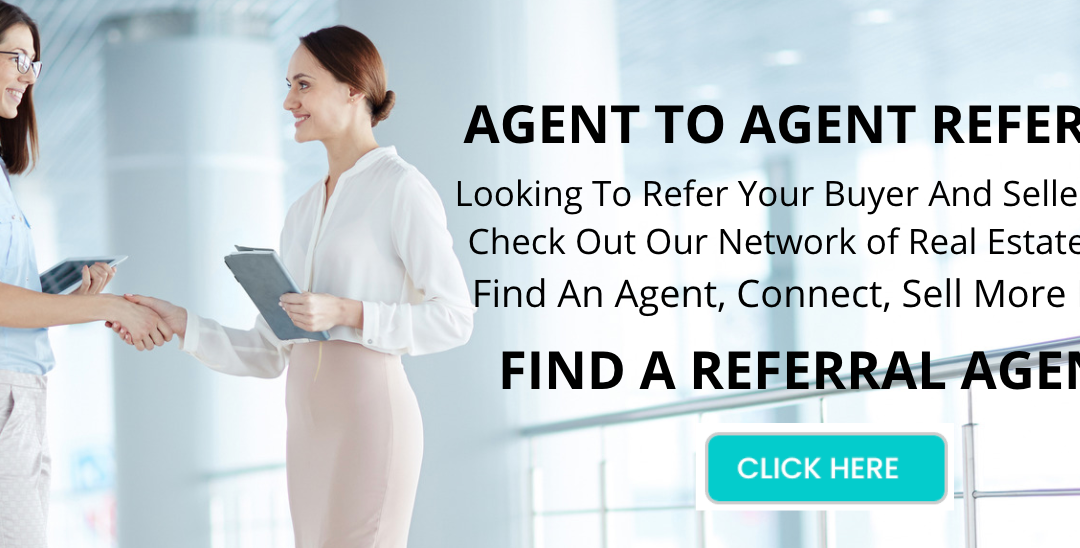 AGENT TO AGENT REFER
Looking To Refer Your Buyer And Selle
Check Out Our Network of Real Estate
Find An Agent, Connect, Sell More
FIND A REFERRAL AGEN
CLICK HERE